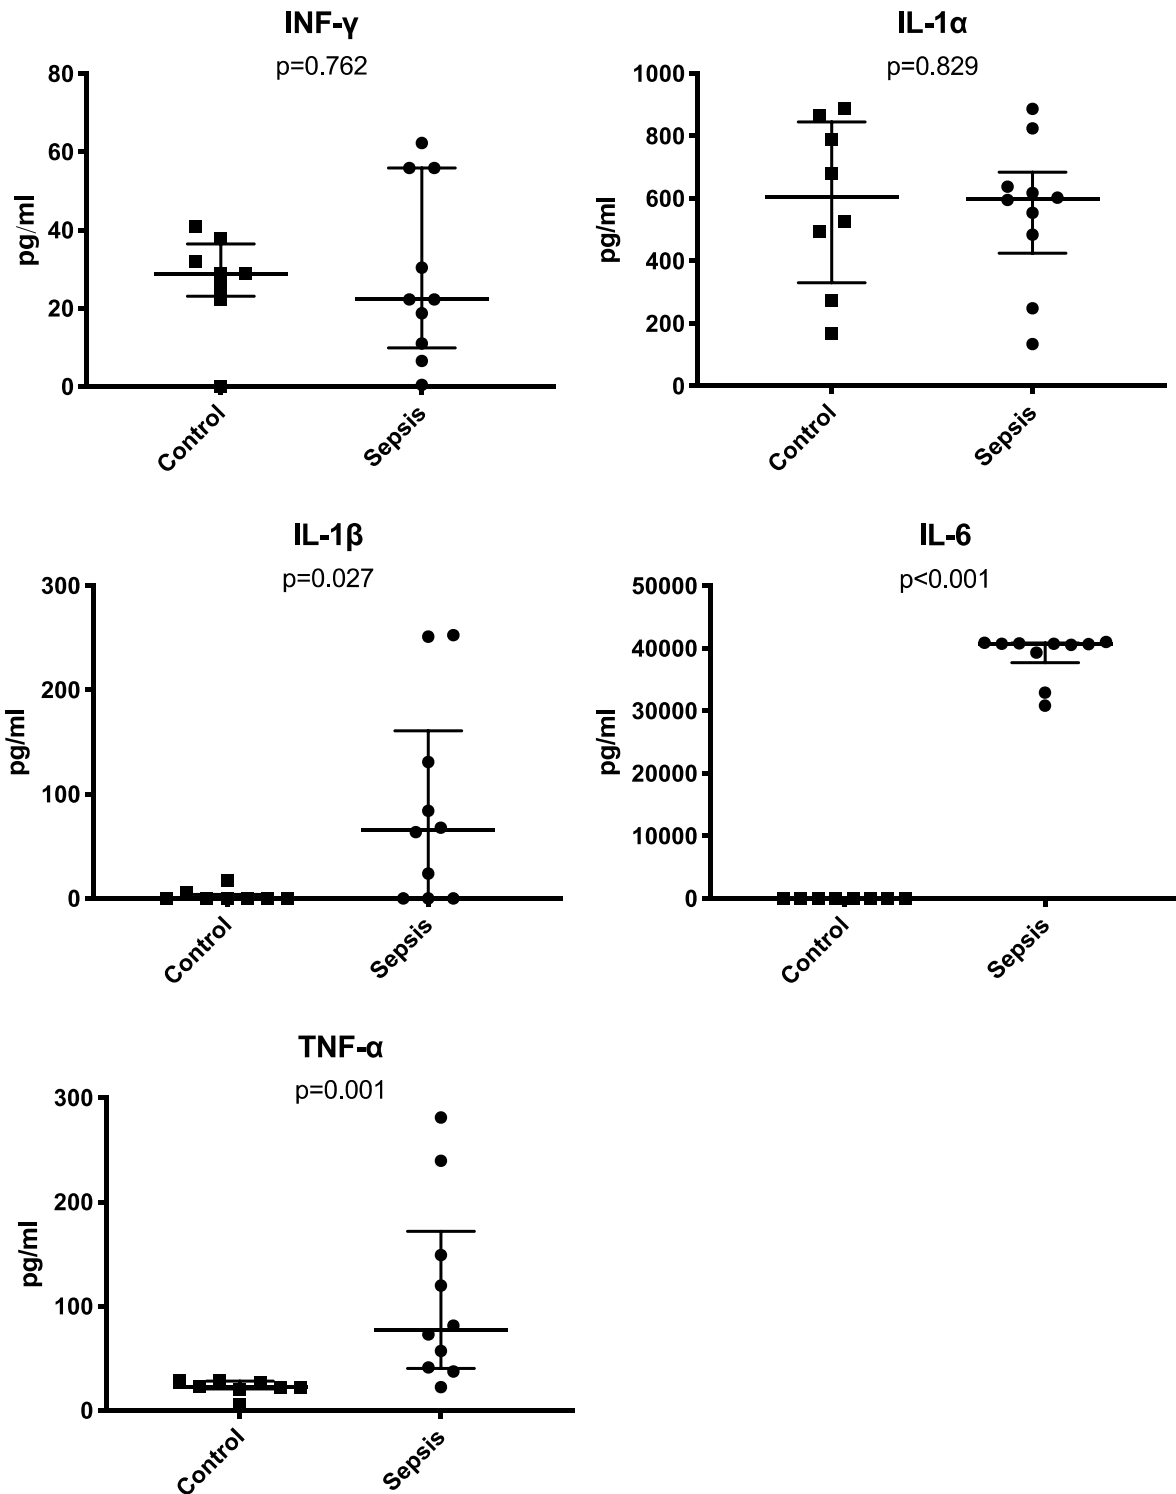 INF-γ
p=0.762
80
60
40
20
0
pg/ml
Control
Sepsis
IL-1α
p=0.829
1000
800
600
400
200
0
pg/ml
Control
Sepsis
IL-1β
p=0.027
300
200
100
0
pg/ml
Control
Sepsis
IL-6
p<0.001
50000
40000
30000
20000
10000
0
pg/ml
Control
Sepsis
TNF-α
p=0.001
300
200
100
0
pg/ml
Control
Sepsis